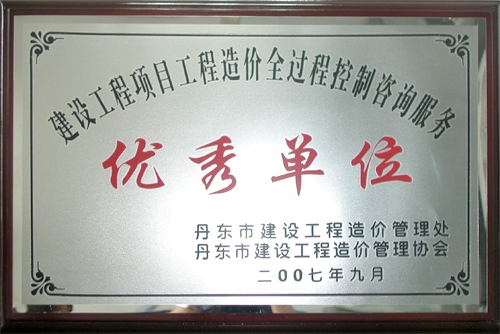 建设工程项目工程造价全过程控制咨询服务
优秀单位
丹东市建设工程造价管理处
丹东市建设工程造价管理协会
二00七年九月